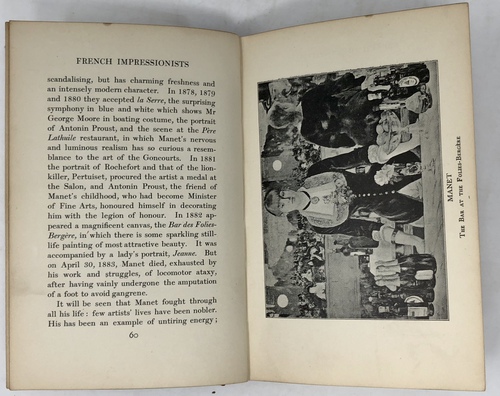 FRENCH IMPRESSIONISTS
scandalising, but has charming freshness and
an intensely modern character. In 1878, 1879
and 1880 they accepted la Serre, the surprising
symphony in blue and white which shows Mr
George Moore in boating costume, the portrait
of Antonin Proust, and the scene at the Père
Lathuile restaurant, in which Manet's nervous
and luminous realism has so curious a resem-
blance to the art of the Goncourts. In 1881
the portrait of Rochefort and that of the lion-
killer, Pertuiset, procured the artist a medal at
the Salon, and Antonin Proust, the friend of
Manet's childhood, who had become Minister
of Fine Arts, honoured himself in decorating
him with the legion of honour. In 1882 ap-
peared a magnificent canvas, the Bar des Folies-
Bergère, in which there is some sparkling still-
life painting of most attractive beauty. It was
accompanied by a lady's portrait, Jeanne. But
on April 30, 1883, Manet died, exhausted by
his work and struggles, of locomotor ataxy,
after having vainly undergone the amputation
of a foot to avoid gangrene.
It will be seen that Manet fought through
all his life: few artists' lives have been nobler.
His has been an example of untiring energy;
60
MANET
THE BAR AT THE FOLIES-BERGÈRE